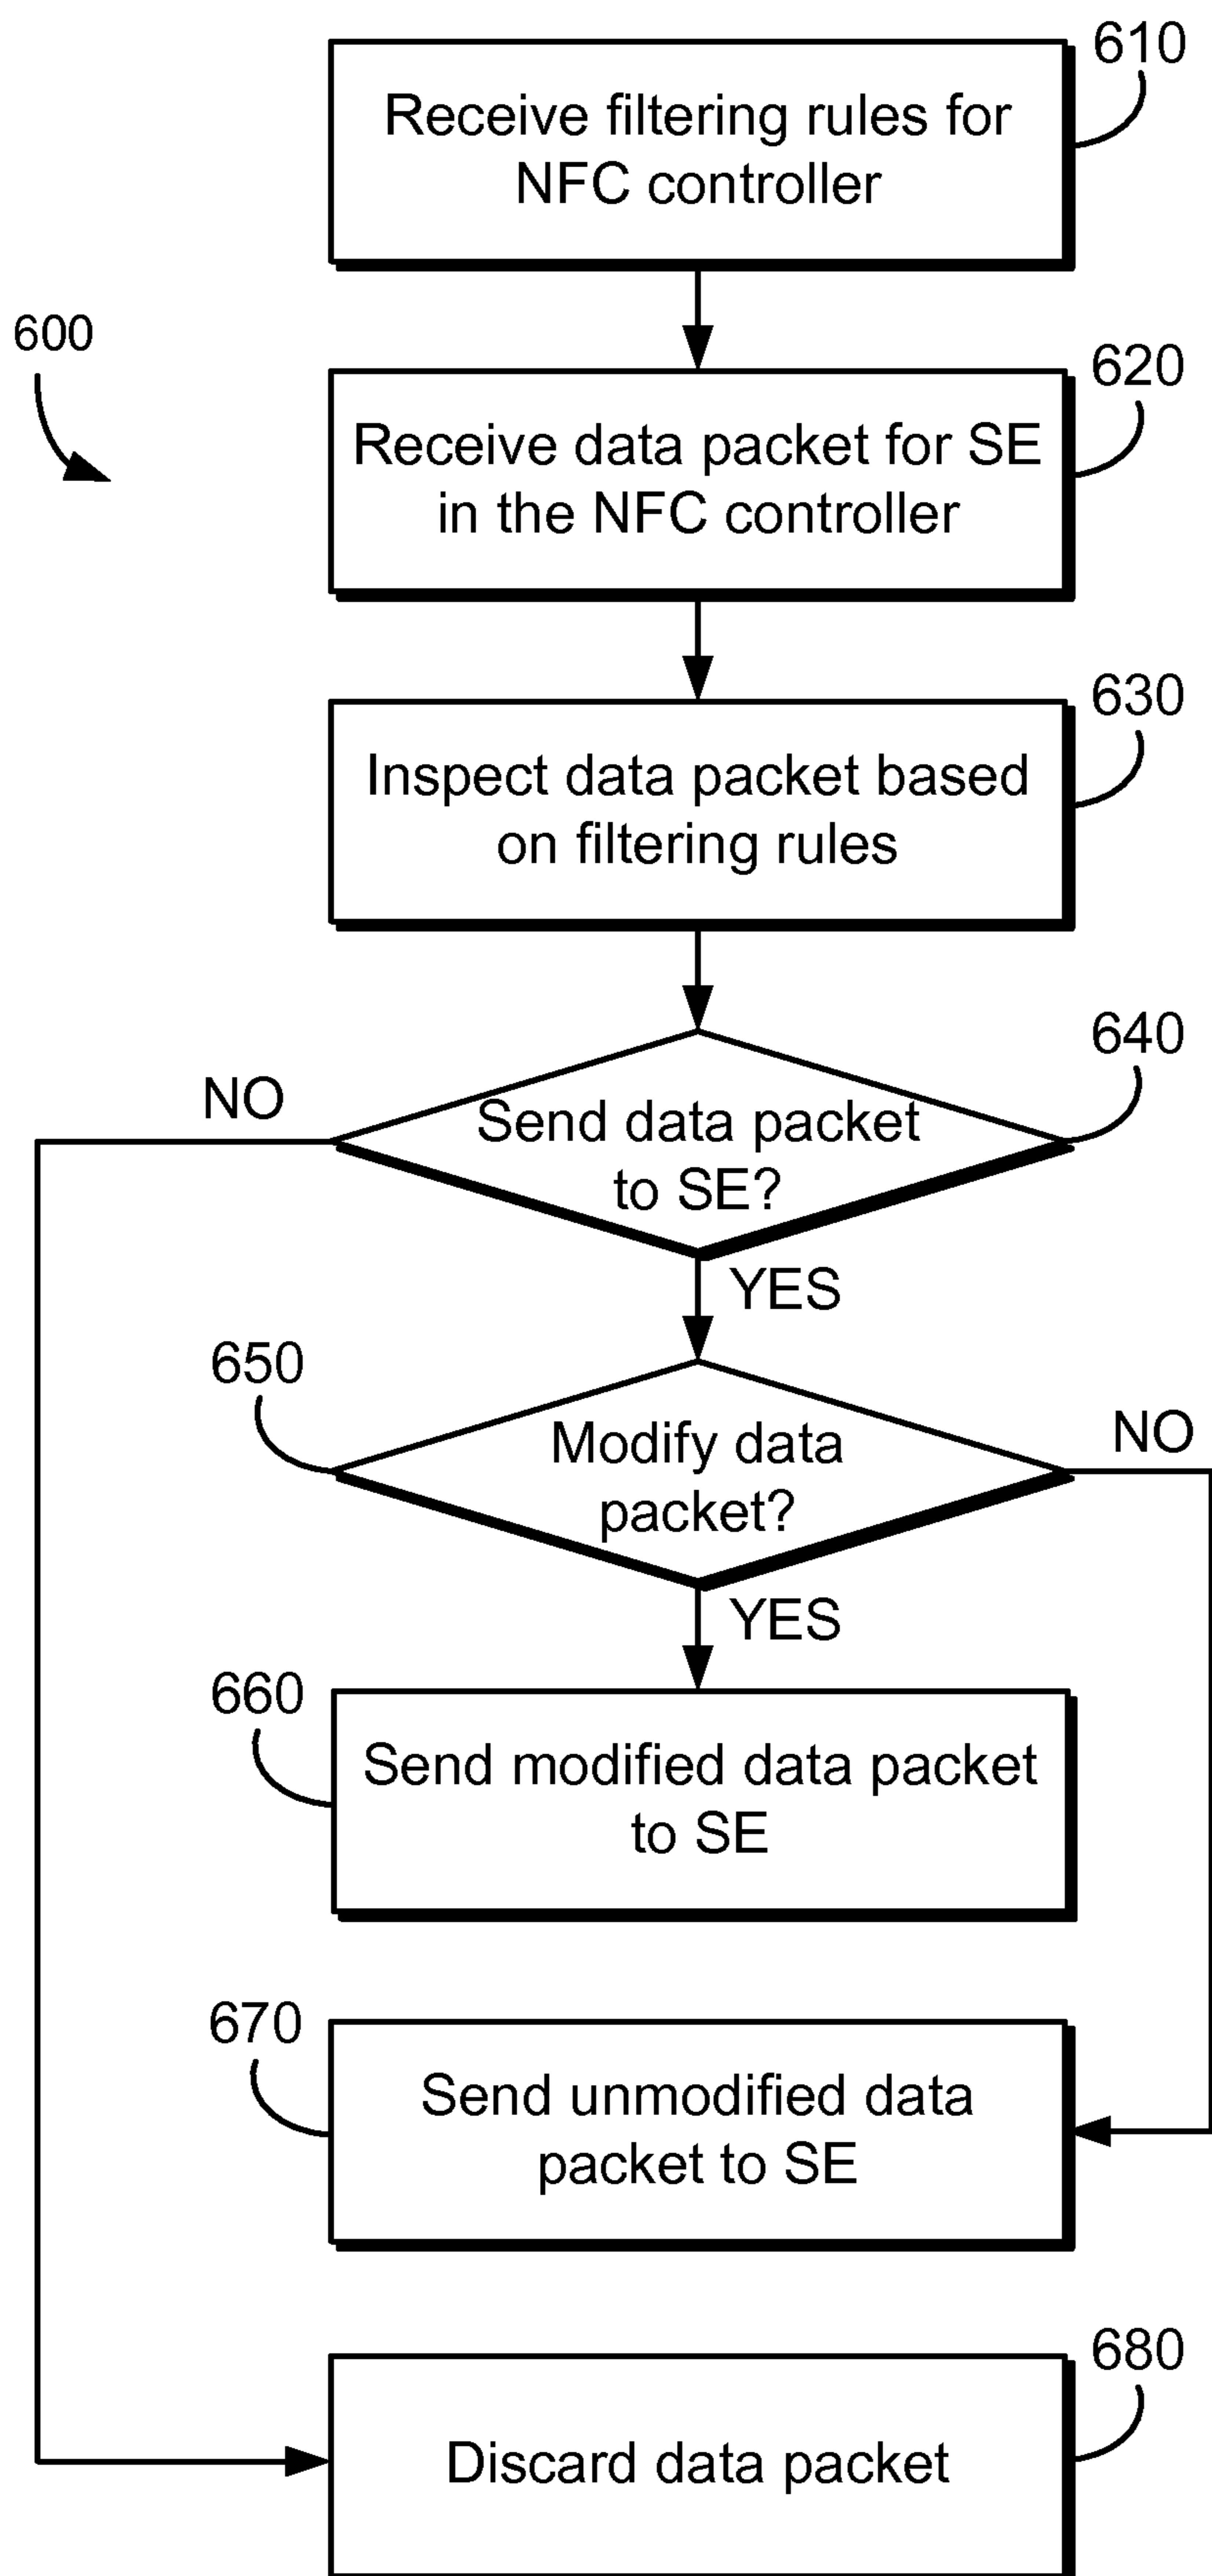 610
Receive filtering rules for
NFC controller
600
620
Receive data packet for SE
in the NFC controller
630
Inspect data packet based
on filtering rules
640
NO
Send data packet
to SE?
YES
650
Modify data
packet?
NO
YES
660
Send modified data packet
to SE
670
Send unmodified data
packet to SE
680
Discard data packet